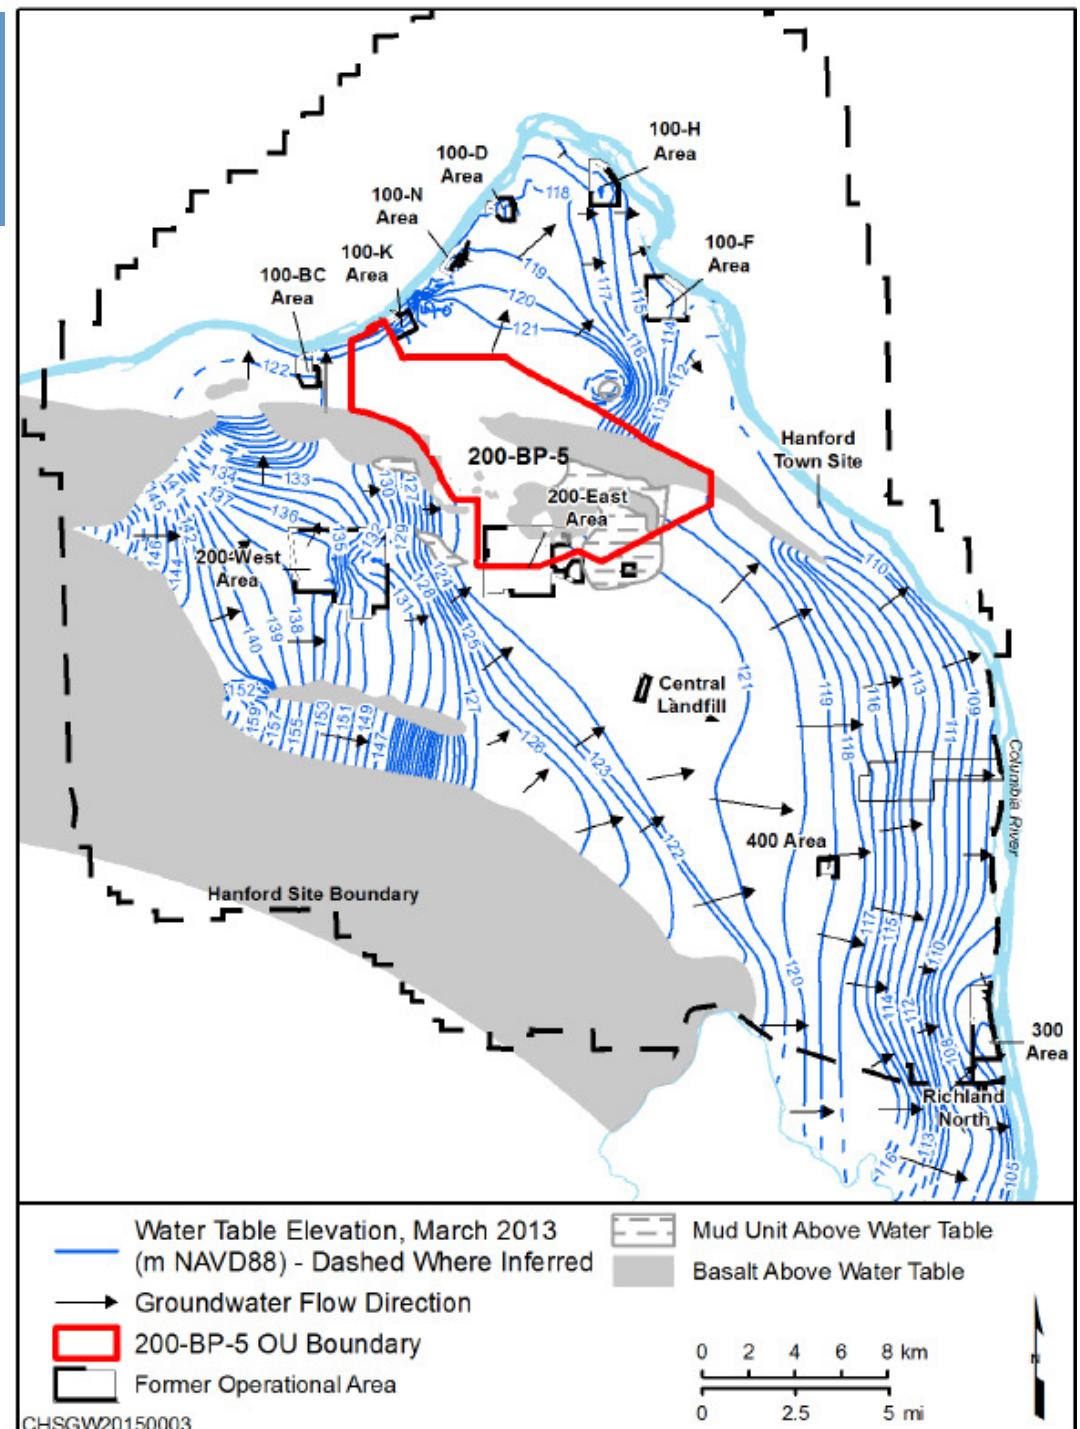 100-H
Area
100-D
Area
118
100-N
Area
100-F
Area
100-K
Area
119
117
100-BC
Area
120
115
121
114
116
122
112
113
Hanford
Town Site
200-BP-5
133
134
130
127
141
145
137
200-East
Area
136
142
132
135
129
146
200-West
Area
144
124
110
128
131
125
138
139
140
121
152
Central
Landfill
119
116
113
109
127
153
151
149
159
157
155
111
147
126
123
118
Columbia River
400 Area
122
Hanford Site Boundary
117
115
110
120
114
112
300
Area
108
Richland
North
113
116
105
Water Table Elevation, March 2013
(m NAVD88) - Dashed Where Inferred
Groundwater Flow Direction
200-BP-5 OU Boundary
Former Operational Area
Mud Unit Above Water Table
Basalt Above Water Table
0 2 4 6 8 km
0 2.5 5 mi
N
CHSGW20150003